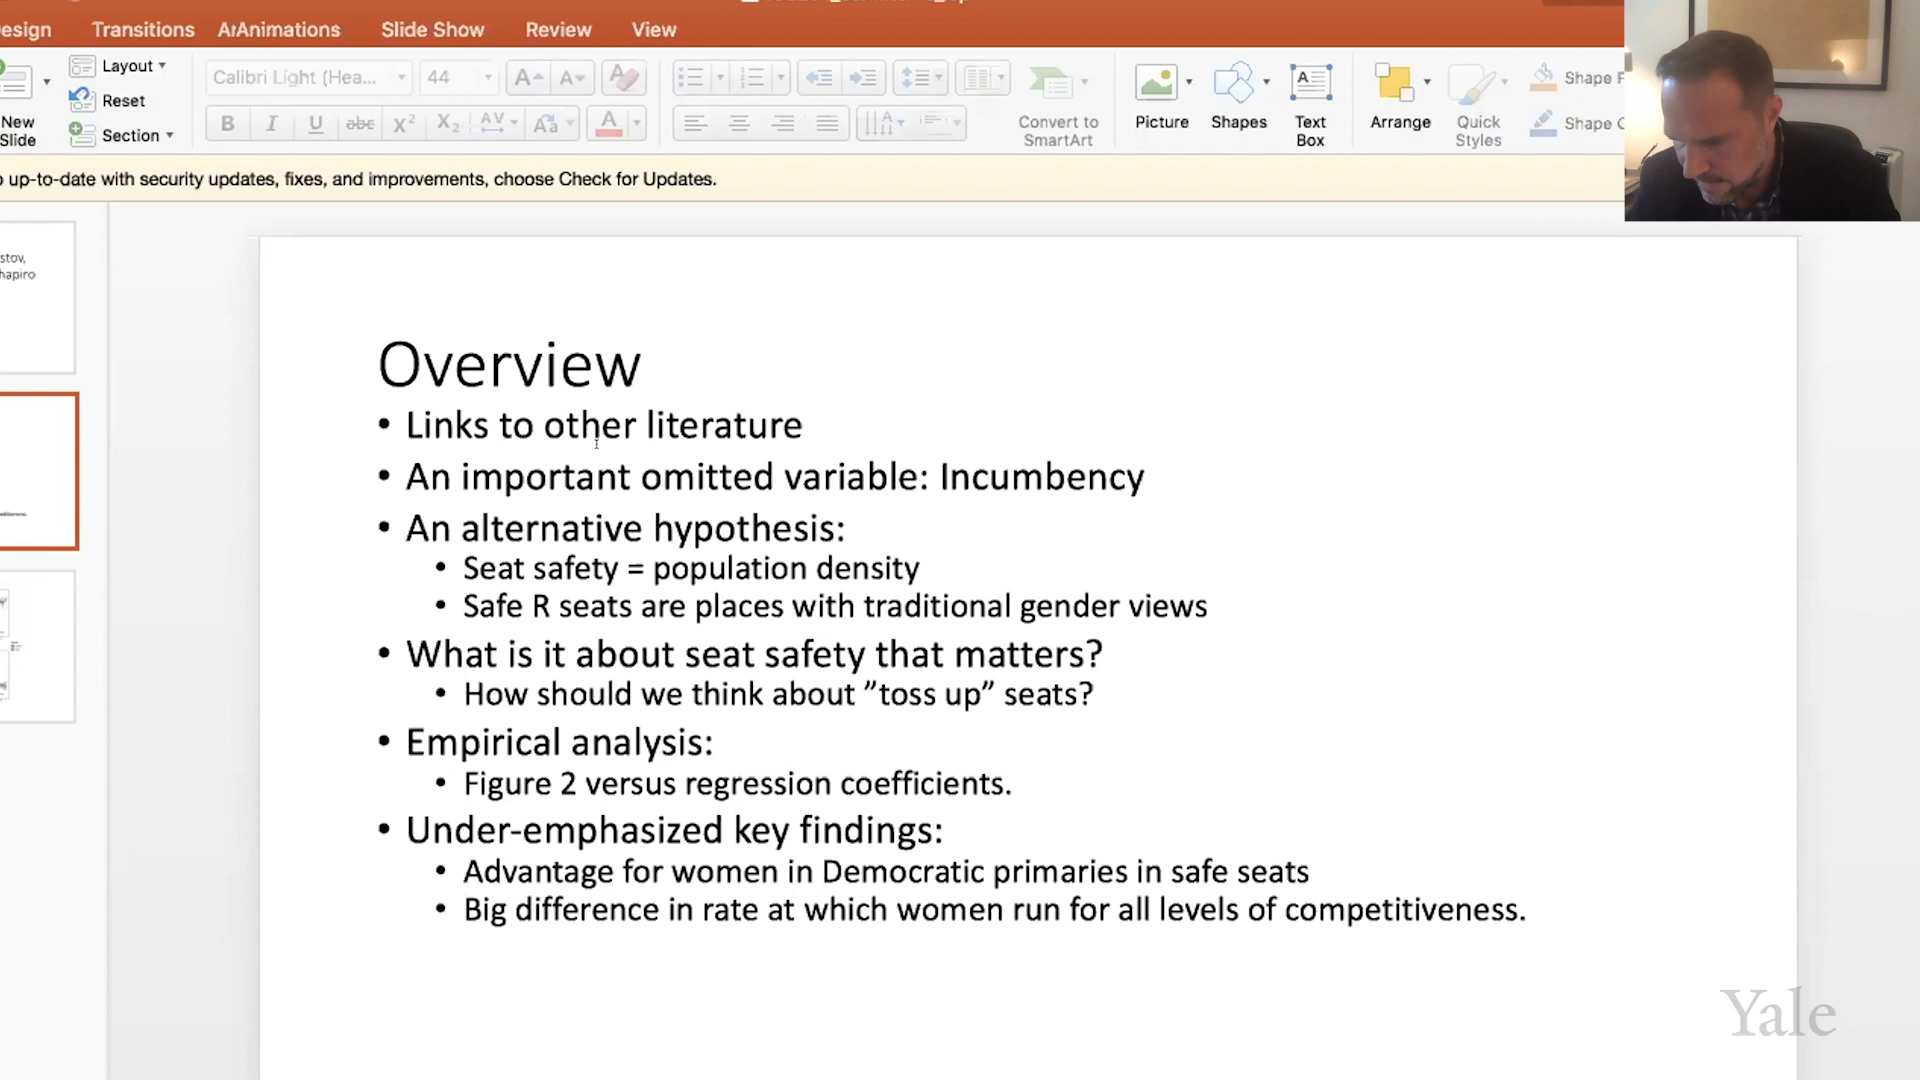 esign Transitions Animations Slide Show Review View
Layout
Reset
Section
New
Slide
Calibri Light (Hea... 44
Convert to
SmartArt
Picture
Shapes
Text
Box
Arrange
Quick
Styles
Shape F
Shape
up-to-date with security updates, fixes, and improvements, choose Check for Updates.
stov,
hapiro
Overview
• Links to other literature
• An important omitted variable: Incumbency
• An alternative hypothesis:
• Seat safety = population density
• Safe R seats are places with traditional gender views
• What is it about seat safety that matters?
• How should we think about ”toss up” seats?
• Empirical analysis:
• Figure 2 versus regression coefficients.
• Under-emphasized key findings:
• Advantage for women in Democratic primaries in safe seats
• Big difference in rate at which women run for all levels of competitiveness.
Yale